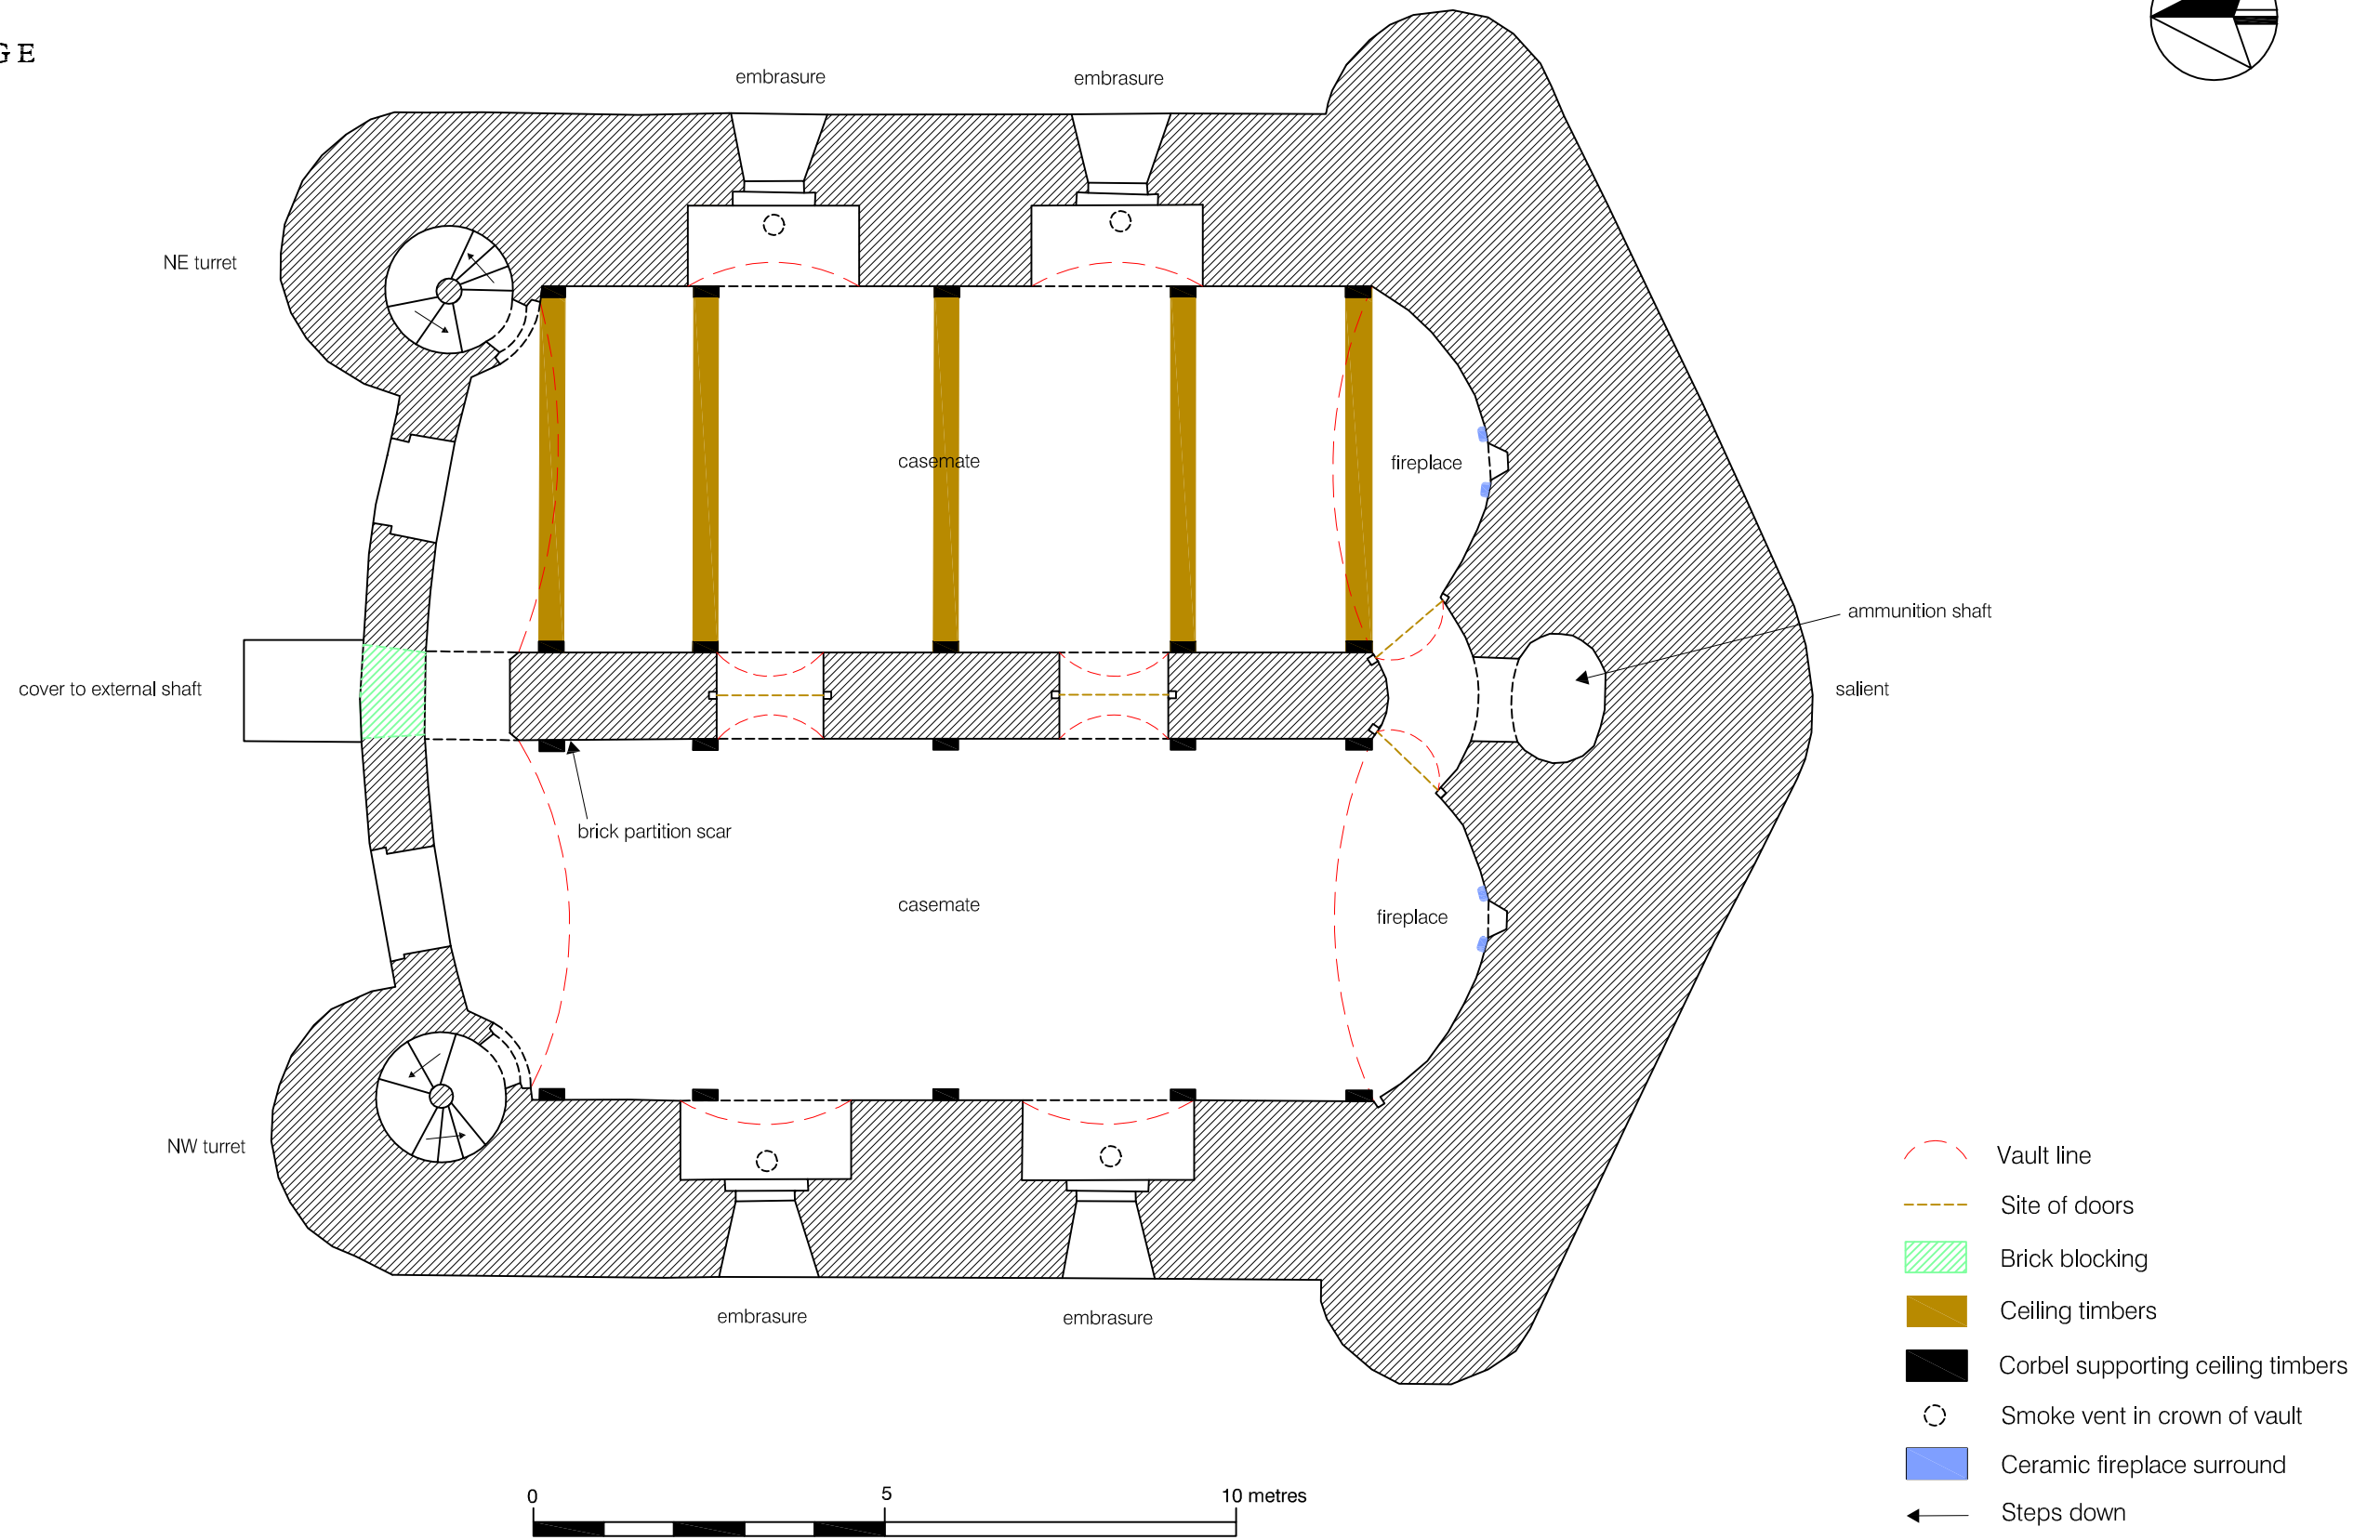 GE
embrasure
embrasure
NE turret
casemate
fireplace
ammunition shaft
cover to external shaft
salient
brick partition scar
casemate
fireplace
NW turret
embrasure
embrasure
Vault line
Site of doors
Brick blocking
Ceiling timbers
Corbel supporting ceiling timbers
Smoke vent in crown of vault
Ceramic fireplace surround
Steps down
0
5
10 metres